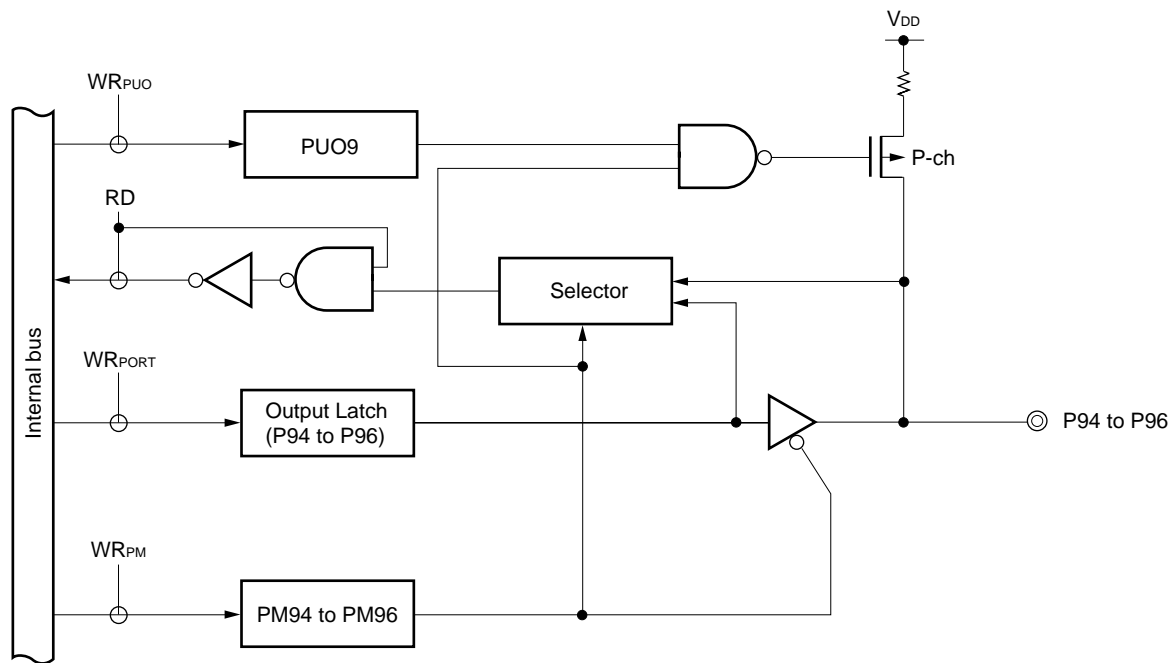 VDD
WRPUO
PUO9
P-ch
RD
Selector
Internal bus
WRPORT
Output Latch
(P94 to P96)
P94 to P96
WRPM
PM94 to PM96